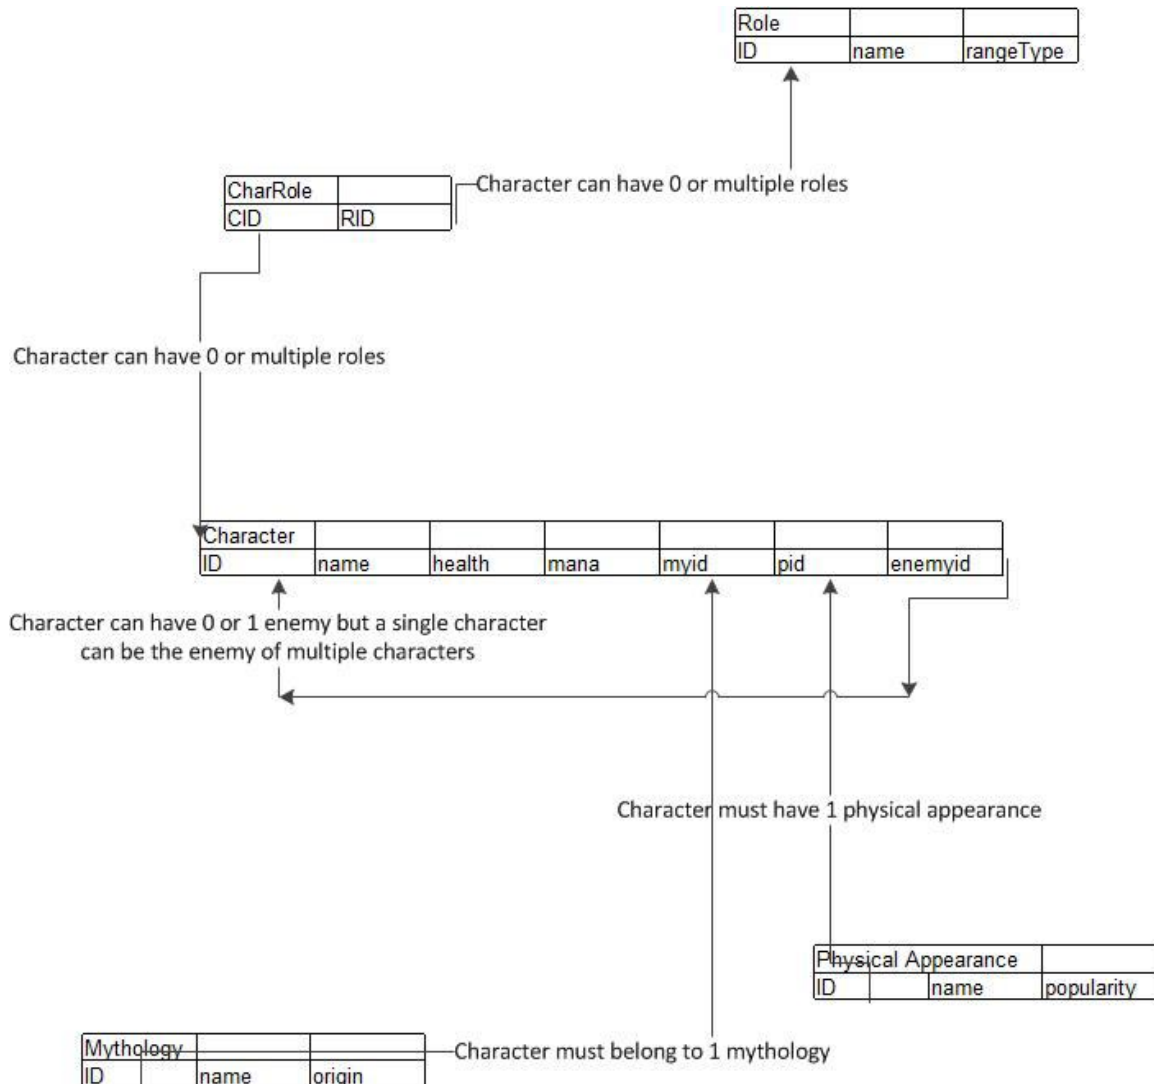 Role
ID name rangeType
Character can have 0 or multiple roles
CharRole
CID RID
Character can have 0 or multiple roles
Character
ID name health mana myid pid enemyid
Character can have 0 or 1 enemy but a single character
can be the enemy of multiple characters
Character must have 1 physical appearance
Physical Appearance
ID name popularity
Mythology
ID name origin
Character must belong to 1 mythology